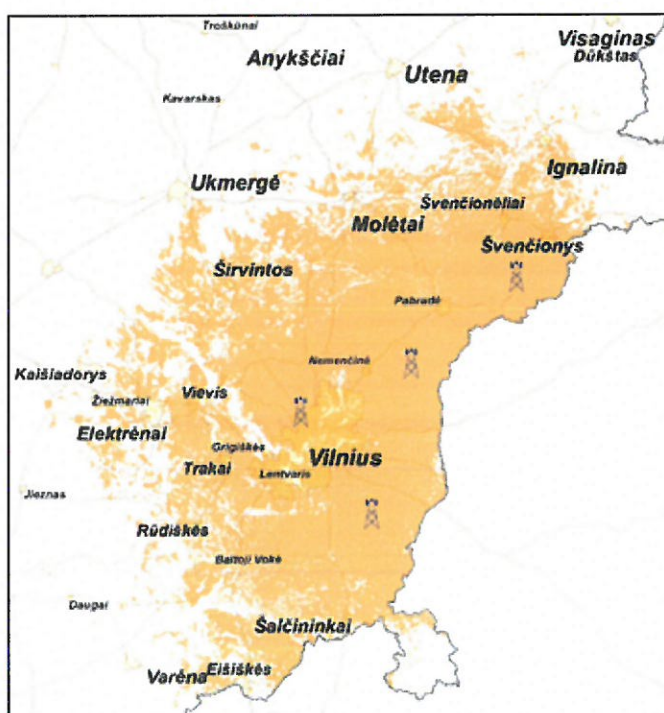 Troškūnai
Visaginas
Dūkštas
Anykščiai
Utena
Kavarskas
Ignalina
Ukmergė
Švenčionėliai
Molėtai
Švenčionys
Širvintos
Pabradė
Nemenčinė
Kaišiadorys
Vievis
Žiežmariai
Elektrėnai
Grigiškės
Vilnius
Trakai
Lentvaris
Jieznas
Rūdiškės
Baltoji Vokė
Daugai
Šalčininkai
Varėna
Eišiškės